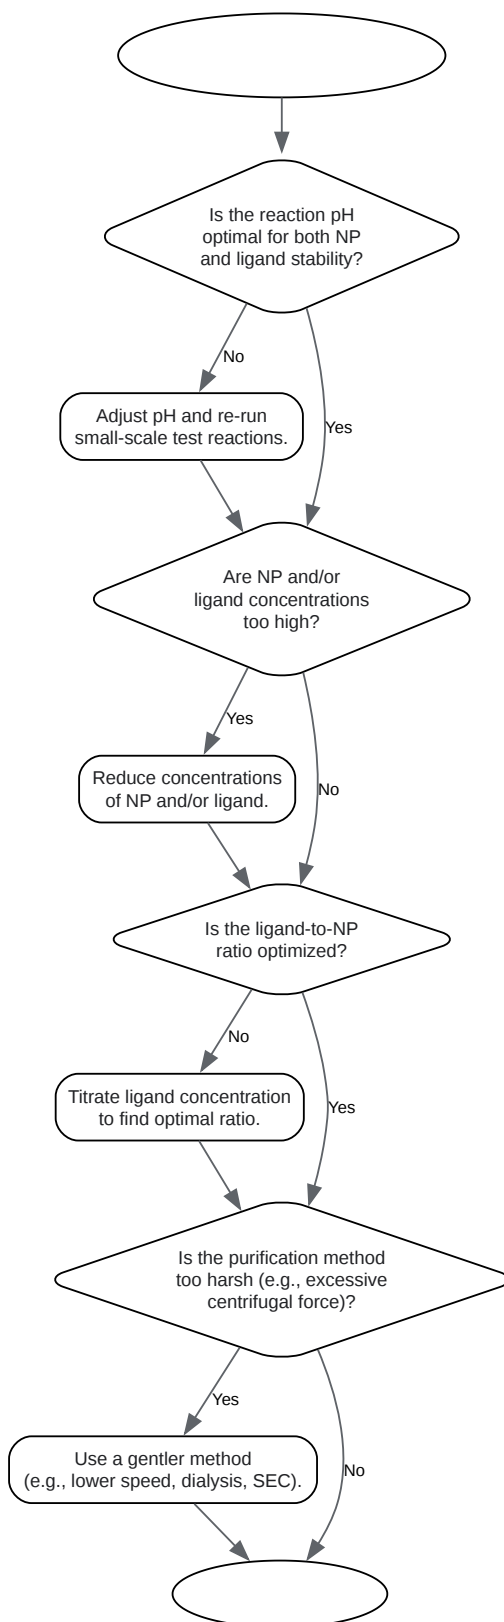 Is the reaction pH
optimal for both NP
and ligand stability?
No
Adjust pH and re-run
small-scale test reactions.
Yes
Are NP and/or
ligand concentrations
too high?
Yes
Reduce concentrations
of NP and/or ligand.
No
Is the ligand-to-NP
ratio optimized?
No
Titrate ligand concentration
to find optimal ratio.
Yes
Is the purification method
too harsh (e.g., excessive
centrifugal force)?
Yes
Use a gentler method
(e.g., lower speed, dialysis, SEC).
No